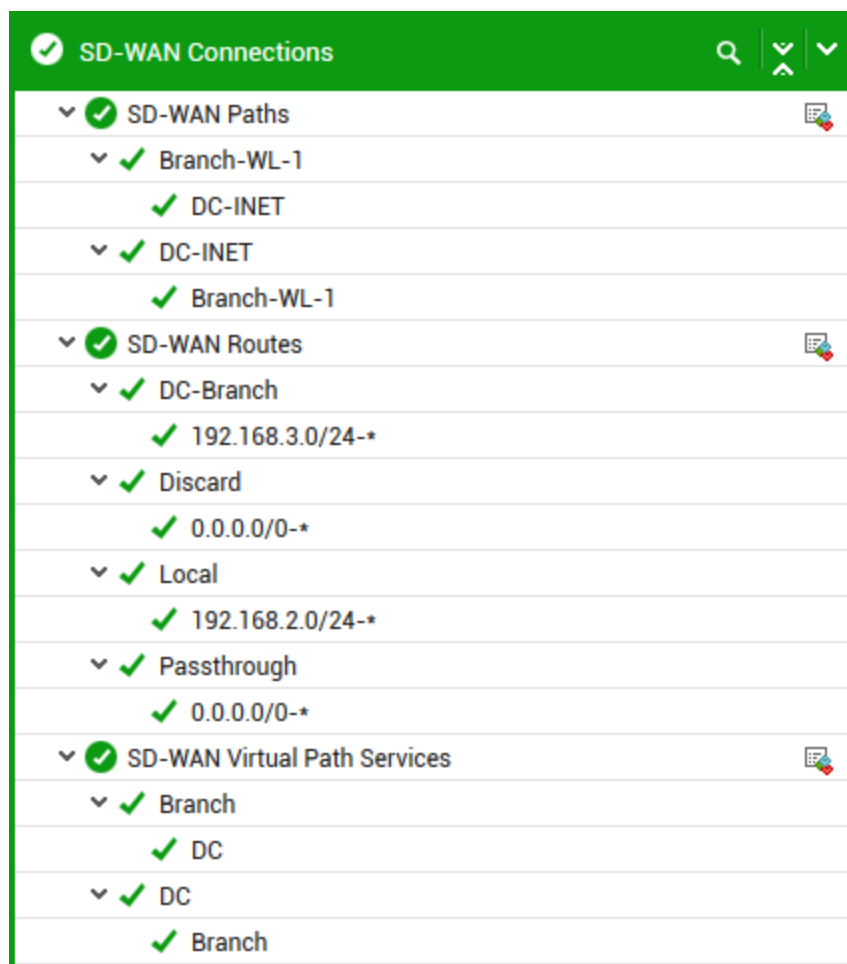 SD-WAN Connections
SD-WAN Paths
Branch-WL-1
DC-INET
DC-INET
Branch-WL-1
SD-WAN Routes
DC-Branch
192.168.3.0/24-*
Discard
0.0.0.0/0-*
Local
192.168.2.0/24-*
Passthrough
0.0.0.0/0-*
SD-WAN Virtual Path Services
Branch
DC
DC
Branch